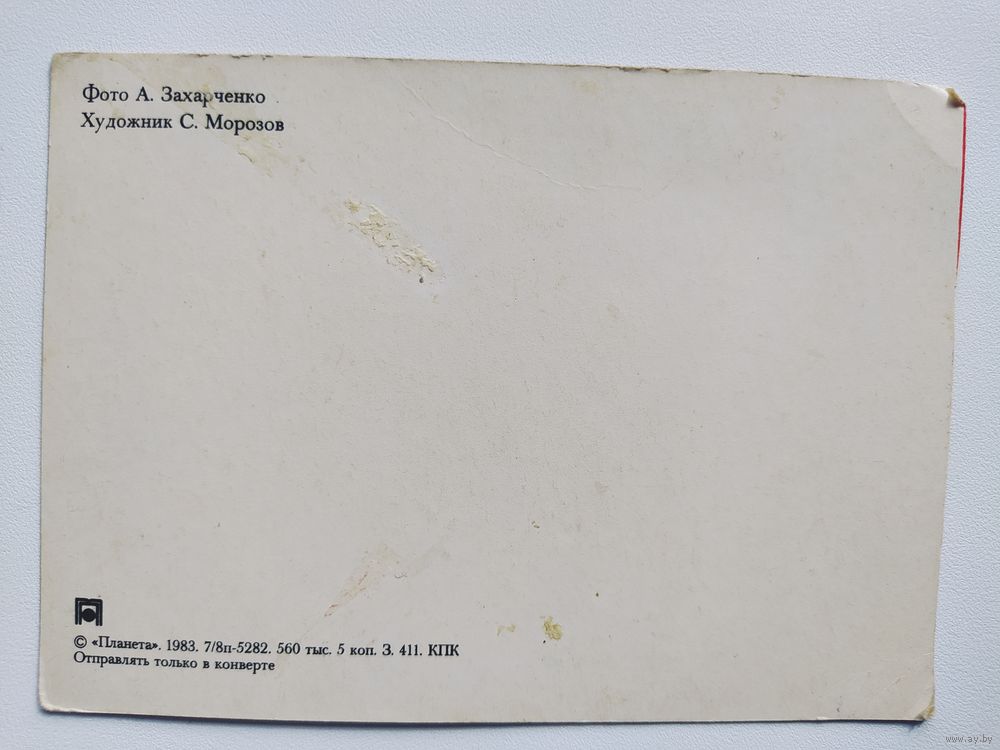 Фото А. Захарченко
Художник С. Морозов
© «Планета». 1983. 7/8п-5282. 560 тыс. 5 коп. З. 411. КПК
Отправлять только в конверте
www.ay.by